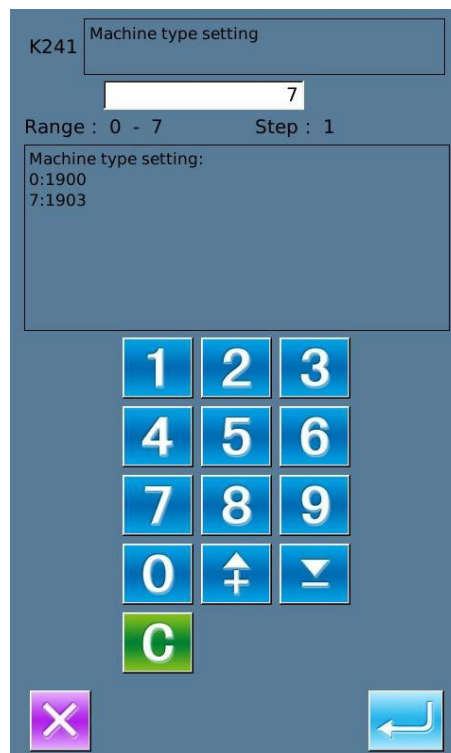 K241
Machine type setting
7
Range : 0 - 7 Step : 1
Machine type setting:
0:1900
7:1903
1 2 3
4 5 6
7 8 9
0
C